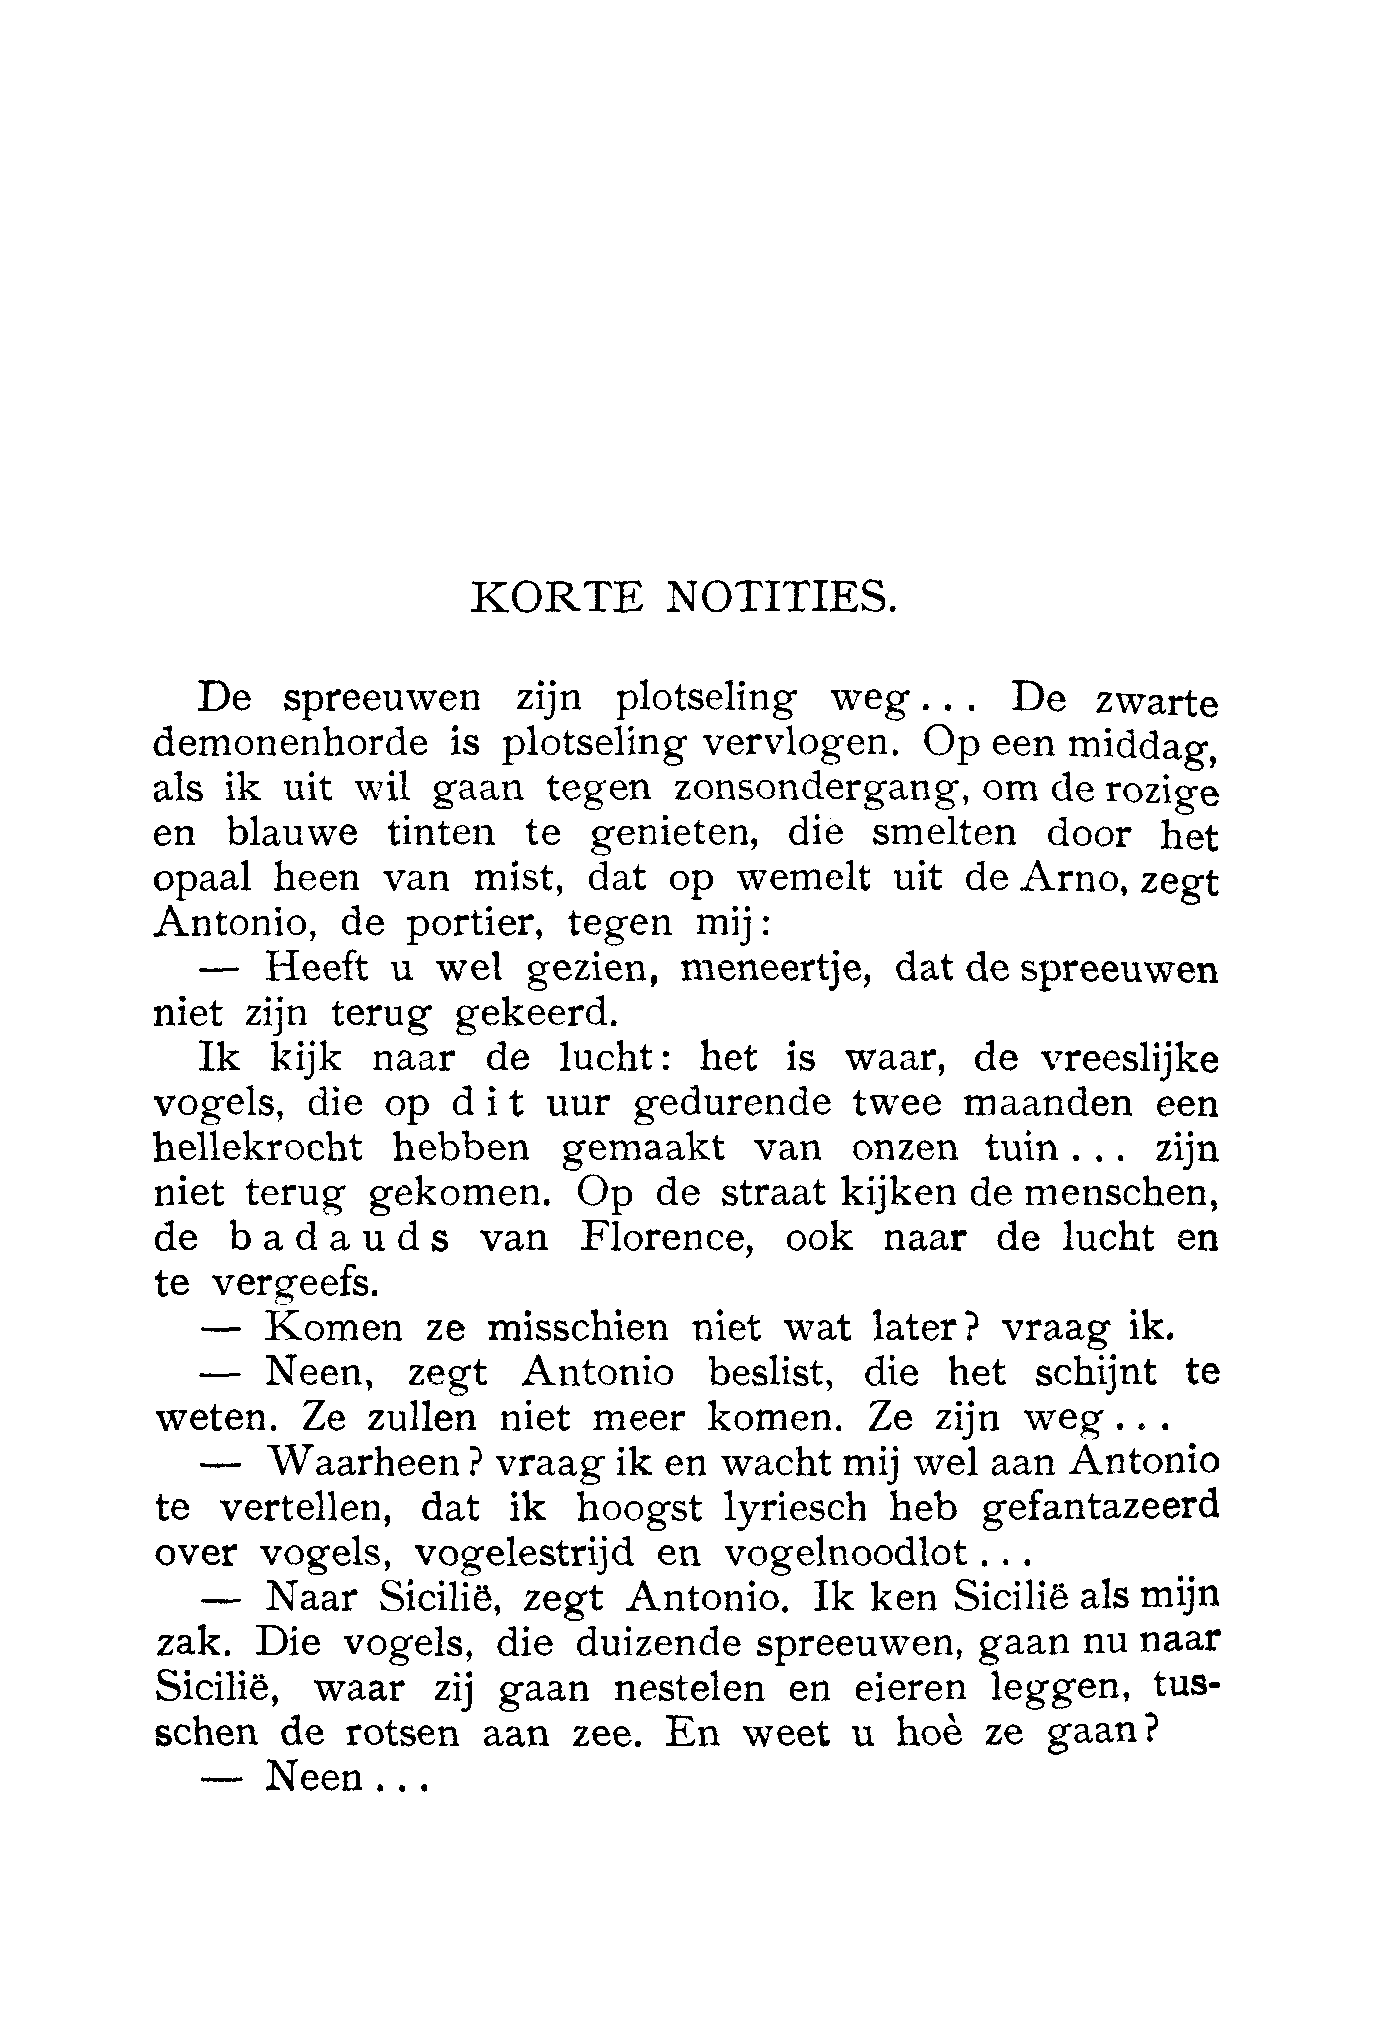 KORTE NOTITIES.
De spreeuwen zijn plotseling weg... De zwarte
demonenhorde is plotseling vervlogen. Op een middag,
als ik uit wil gaan tegen zonsondergang, om de rozige
en blauwe tinten te genieten, die smelten door het
opaal heen van mist, dat op wemelt uit de Arno, zegt
Antonio, de portier, tegen mij:
— Heeft u wel gezien, meneertje, dat de spreeuwen
niet zijn terug gekeerd.
Ik kijk naar de lucht: het is waar, de vreeslijke
vogels, die op d i t uur gedurende twee maanden een
hellekrocht hebben gemaakt van onzen tuin... zijn
niet terug gekomen. Op de straat kijken de menschen,
de b a d a u d s van Florence, ook naar de lucht en
te vergeefs.
— Komen ze misschien niet wat later? vraag ik.
— Neen, zegt Antonio beslist, die het schijnt te
weten. Ze zullen niet meer komen. Ze zijn weg...
— Waarheen? vraag ik en wacht mij wel aan Antonio
te vertellen, dat ik hoogst lyriesch heb gefantazeerd
over vogels, vogelestrijd en vogelnoodlot...
— Naar Sicilië, zegt Antonio. Ik ken Sicilië als mijn
zak. Die vogels, die duizende spreeuwen, gaan nu naar
Sicilië, waar zij gaan nestelen en eieren leggen, tus-
schen de rotsen aan zee. En weet u hoè ze gaan?
— Neen...